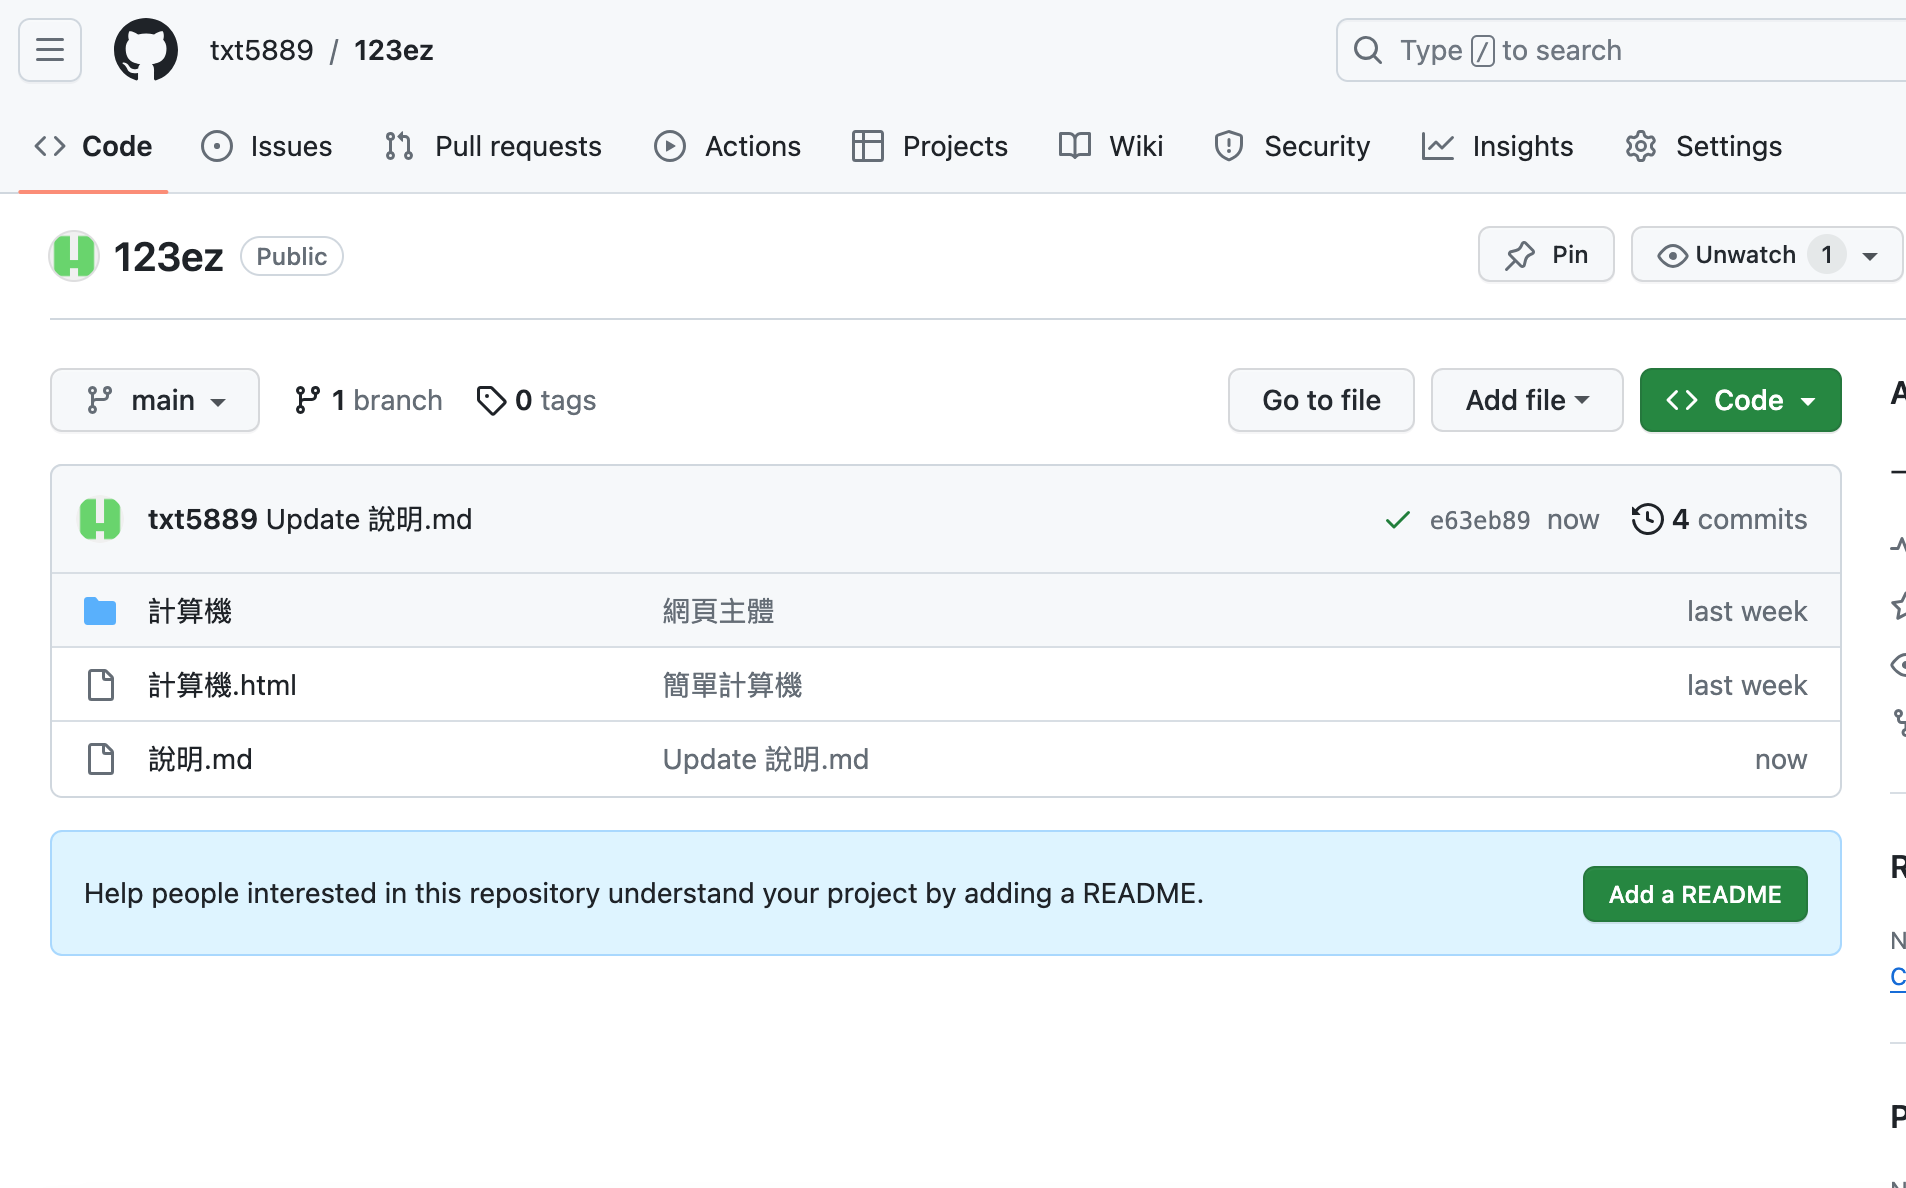 txt5889 / 123ez
Type / to search
Code Issues Pull requests Actions Projects Wiki Security Insights Settings
123ez Public
Pin Unwatch 1
main 1 branch 0 tags
Go to file Add file Code
txt5889 Update 說明.md e63eb89 now 4 commits
計算機 網頁主體 last week
計算機.html 簡單計算機 last week
說明.md Update 說明.md now
Help people interested in this repository understand your project by adding a README. Add a README